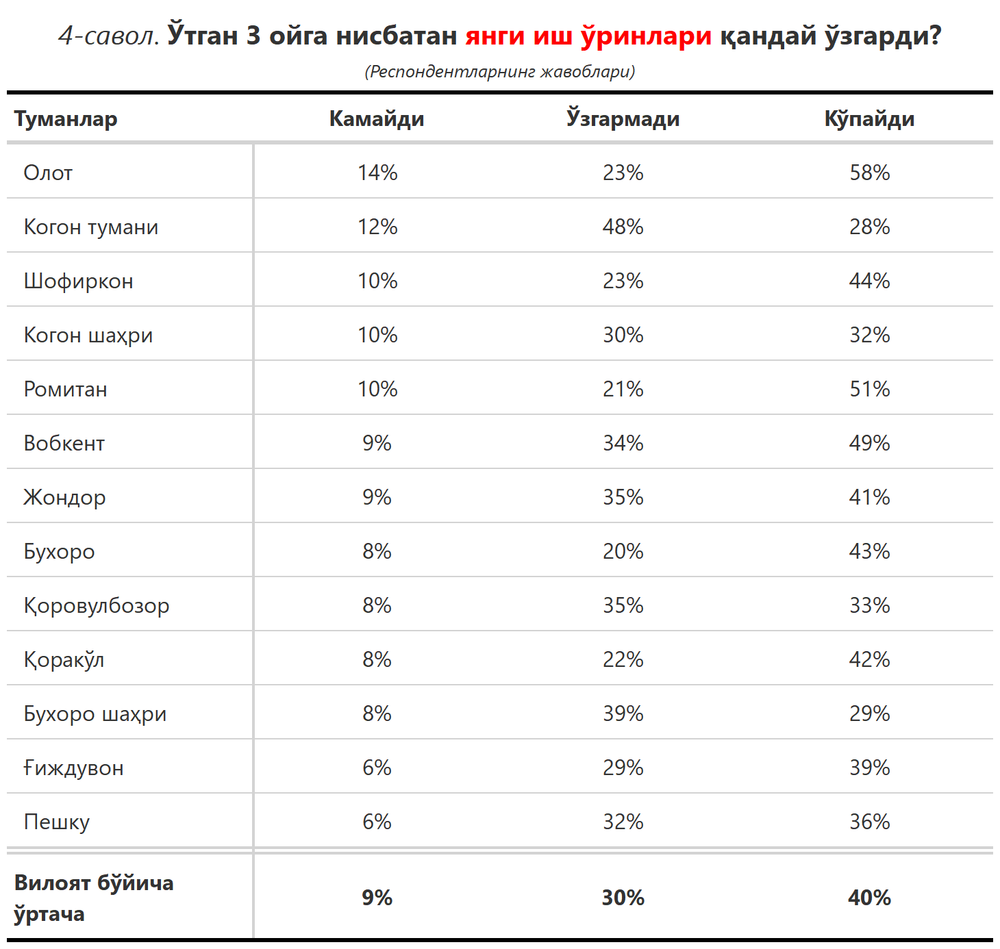 4-савол. Ўтган 3 ойга нисбатан янги иш ўринлари қандай ўзгарди?
(Респондентларнинг жавоблари)
Туманлар Камайди Ўзгармади Кўпайди
Олот 14% 23% 58%
Когон тумани 12% 48% 28%
Шофиркон 10% 23% 44%
Когон шаҳри 10% 30% 32%
Ромитан 10% 21% 51%
Вобкент 9% 34% 49%
Жондор 9% 35% 41%
Бухоро 8% 20% 43%
Қоровулбозор 8% 35% 33%
Қоракўл 8% 22% 42%
Бухоро шаҳри 8% 39% 29%
Ғиждувон 6% 29% 39%
Пешку 6% 32% 36%
Вилоят бўйича
ўртача 9% 30% 40%